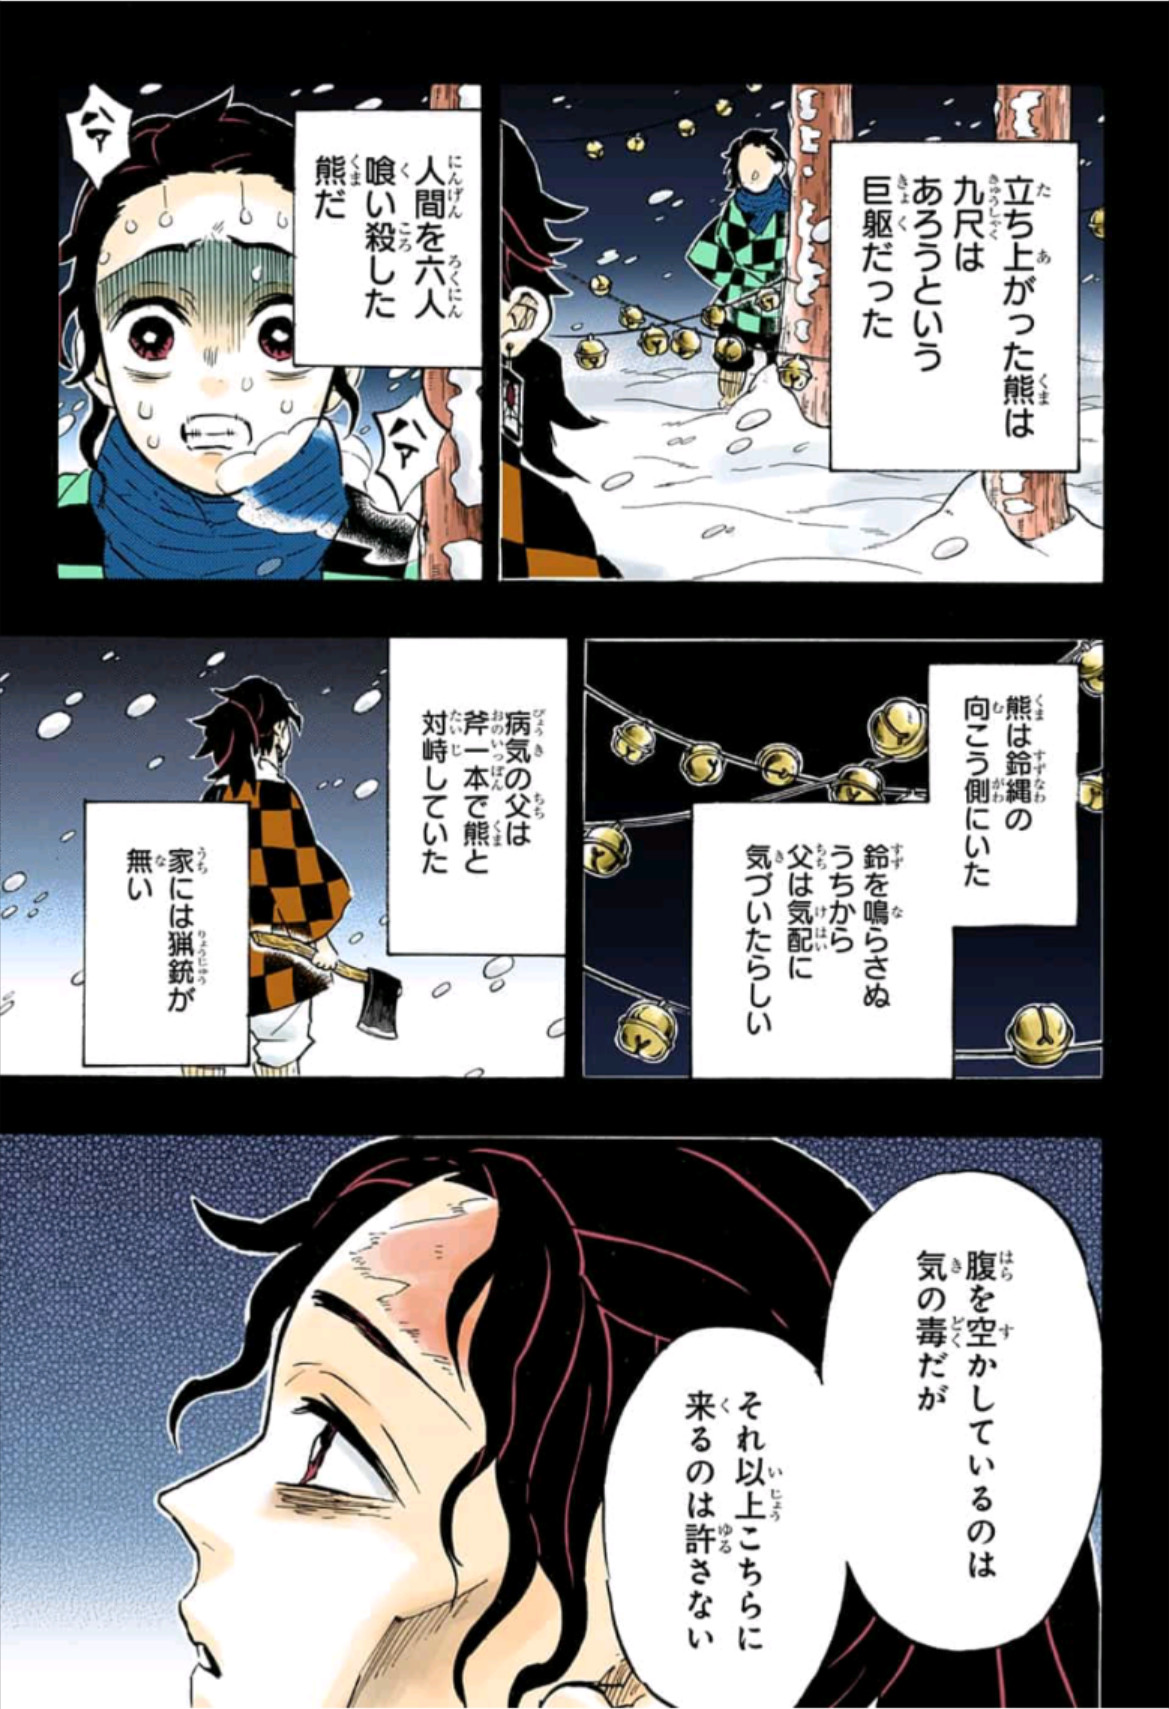 立ち上がった熊は
九尺は
あろうという
巨躯だった
人間を六人
喰い殺した
熊だ
ハァ
ハァ
熊は鈴縄の
向こう側にいた
鈴を鳴らさぬ
うちから
父は気配に
気づいたらしい
病気の父は
斧一本で熊と
対峙していた
家には猟銃が
無い
腹を空かしているのは
気の毒だが
それ以上こちらに
来るのは許さない